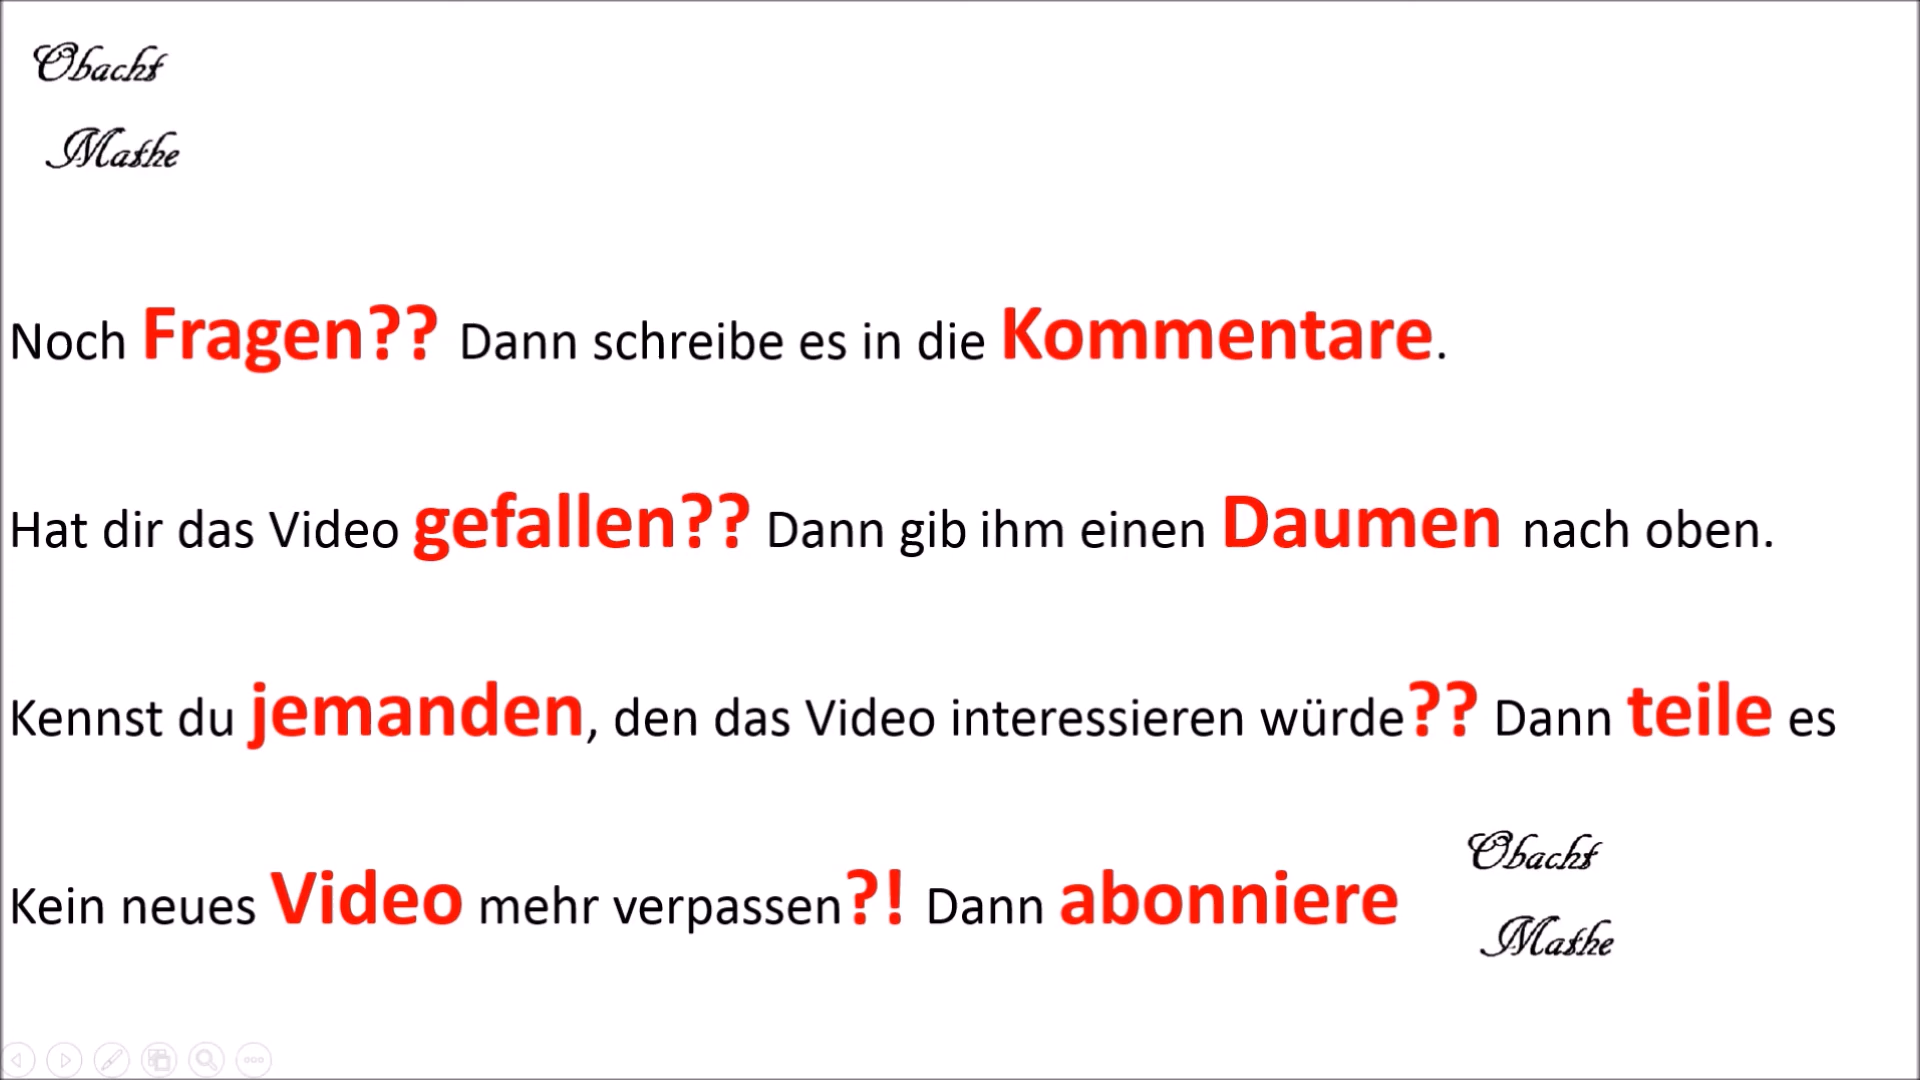 Obacht
Mathe
Noch Fragen?? Dann schreibe es in die Kommentare.
Hat dir das Video gefallen?? Dann gib ihm einen Daumen nach oben.
Kennst du jemanden, den das Video interessieren würde?? Dann teile es
Kein neues Video mehr verpassen?! Dann abonniere
Obacht
Mathe